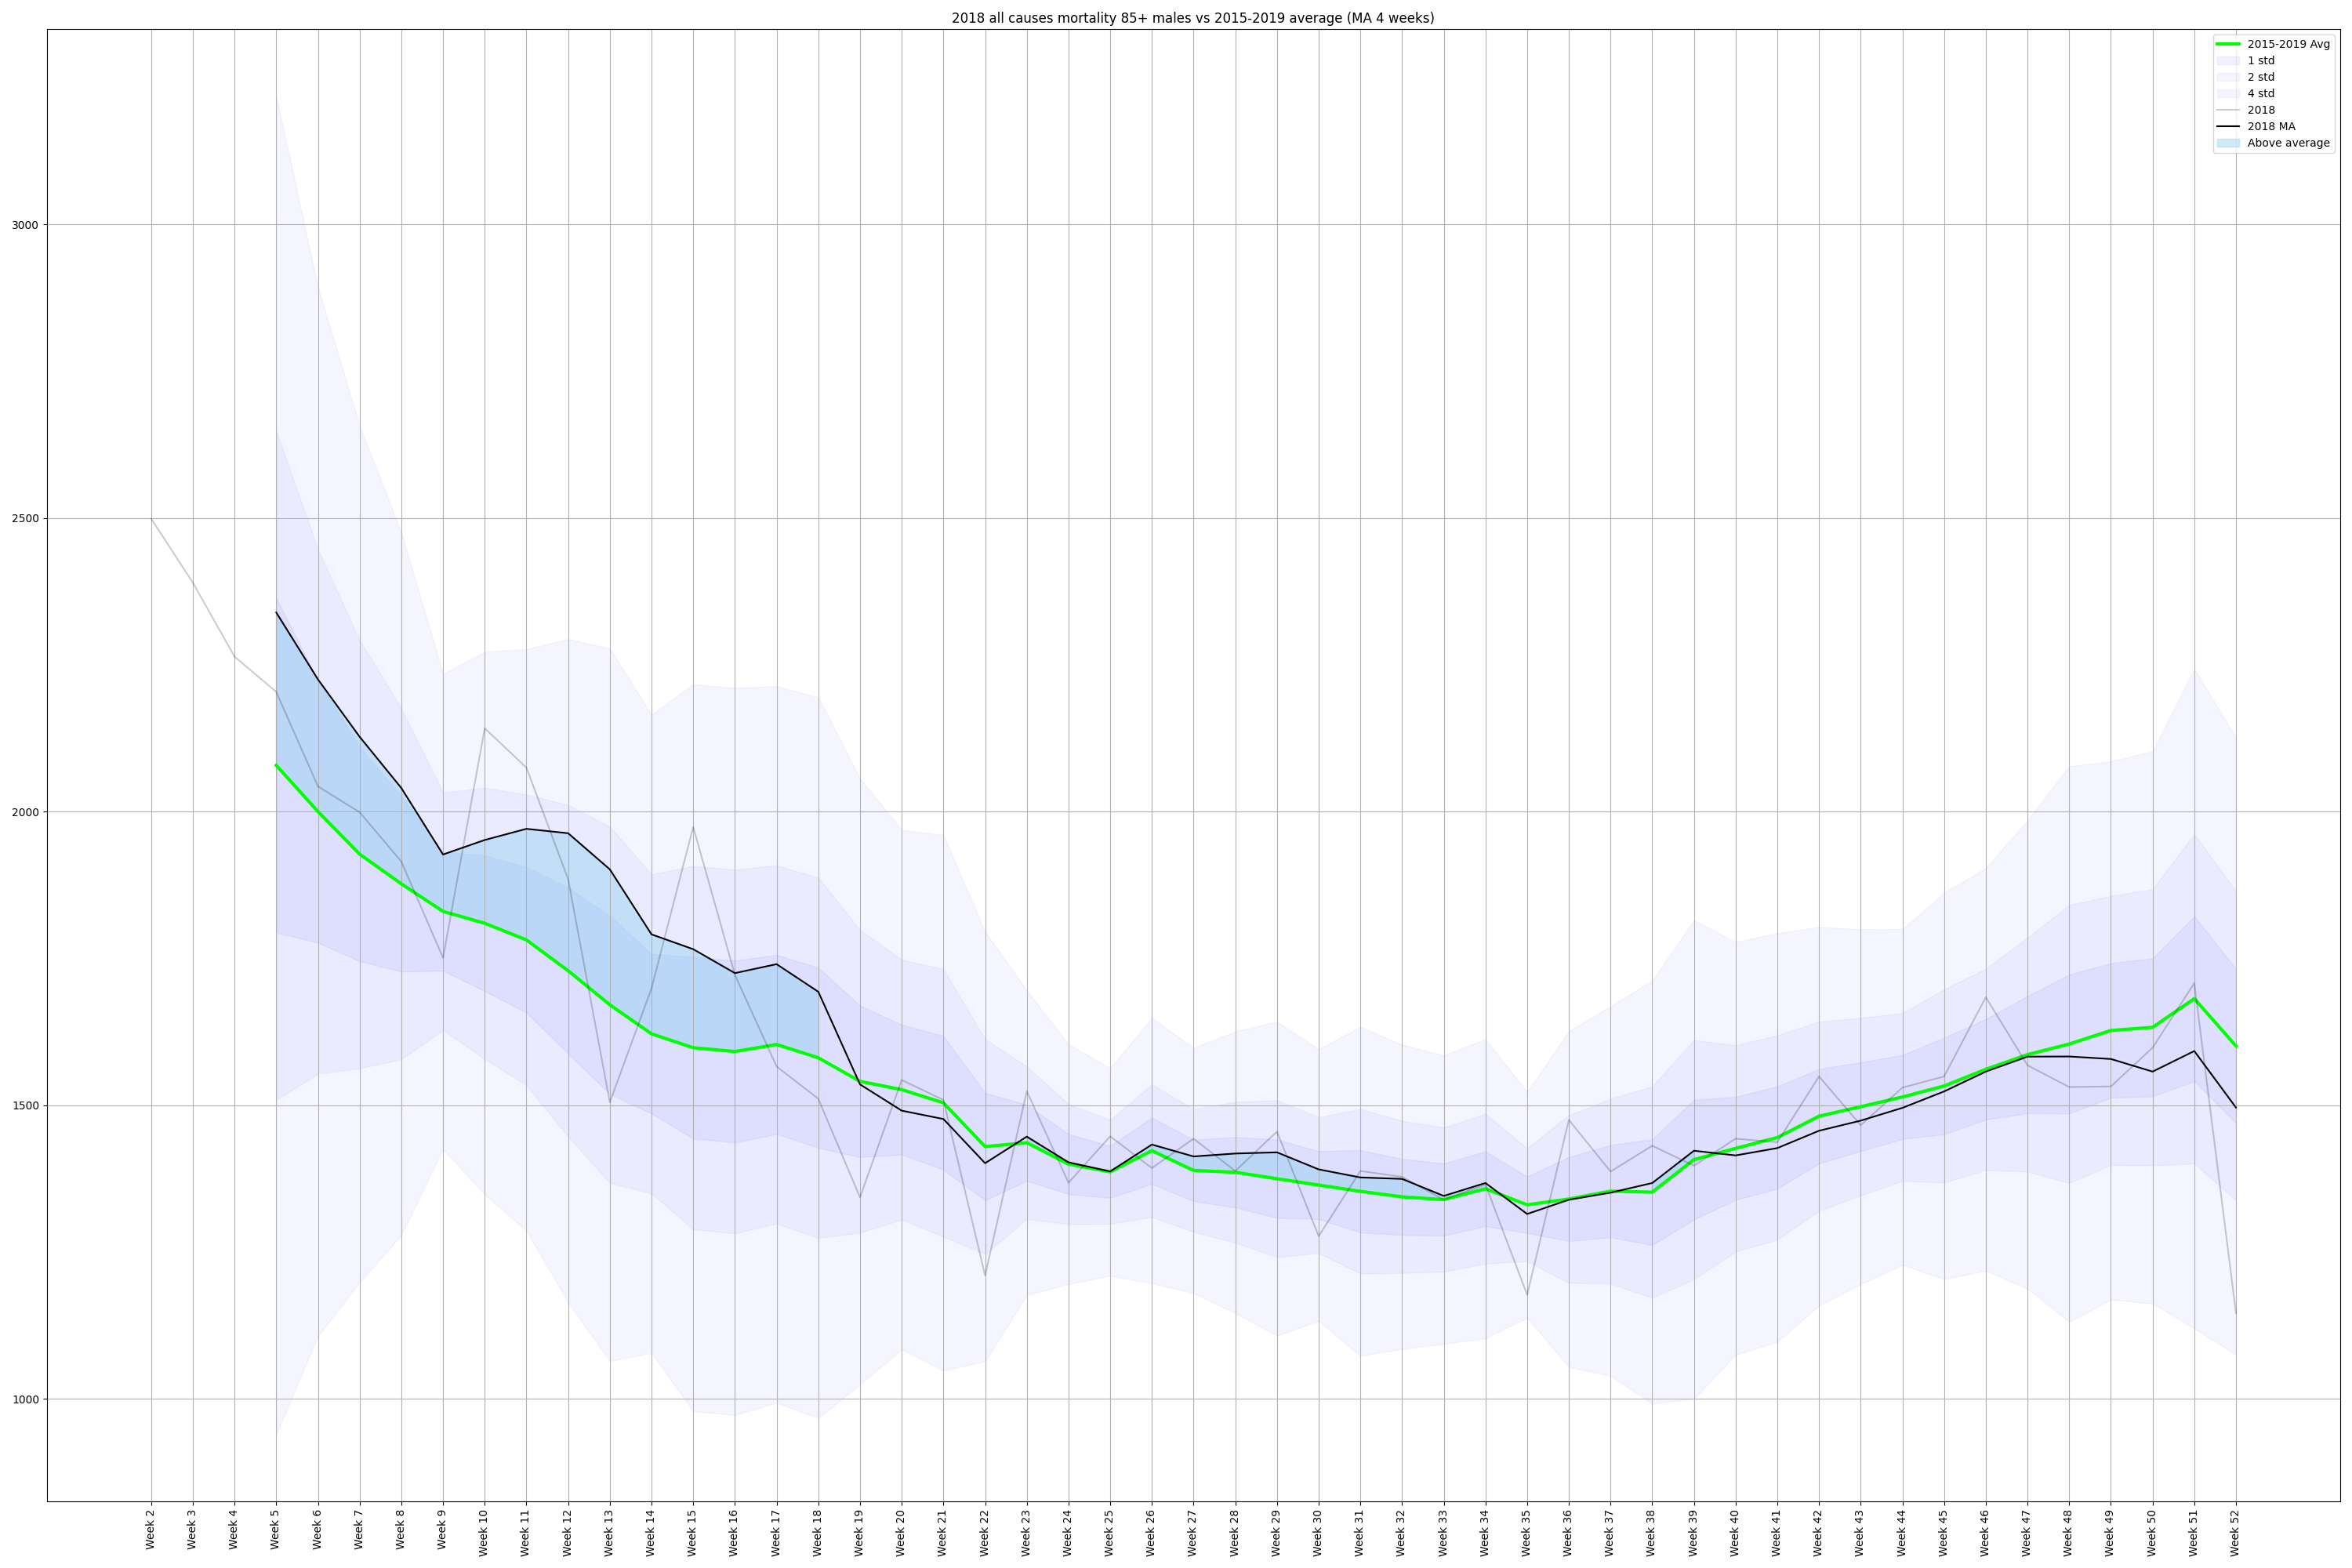 2018 all causes mortality 85+ males vs 2015-2019 average (MA 4 weeks)
2015-2019 Avg
1 std
2 std
4 std
2018
2018 MA
Above average
3000
2500
2000
1500
1000
Week 2
Week 3
Week 4
Week 5
Week 6
Week 7
Week 8
Week 9
Week 10
Week 11
Week 12
Week 13
Week 14
Week 15
Week 16
Week 17
Week 18
Week 19
Week 20
Week 21
Week 22
Week 23
Week 24
Week 25
Week 26
Week 27
Week 28
Week 29
Week 30
Week 31
Week 32
Week 33
Week 34
Week 35
Week 36
Week 37
Week 38
Week 39
Week 40
Week 41
Week 42
Week 43
Week 44
Week 45
Week 46
Week 47
Week 48
Week 49
Week 50
Week 51
Week 52